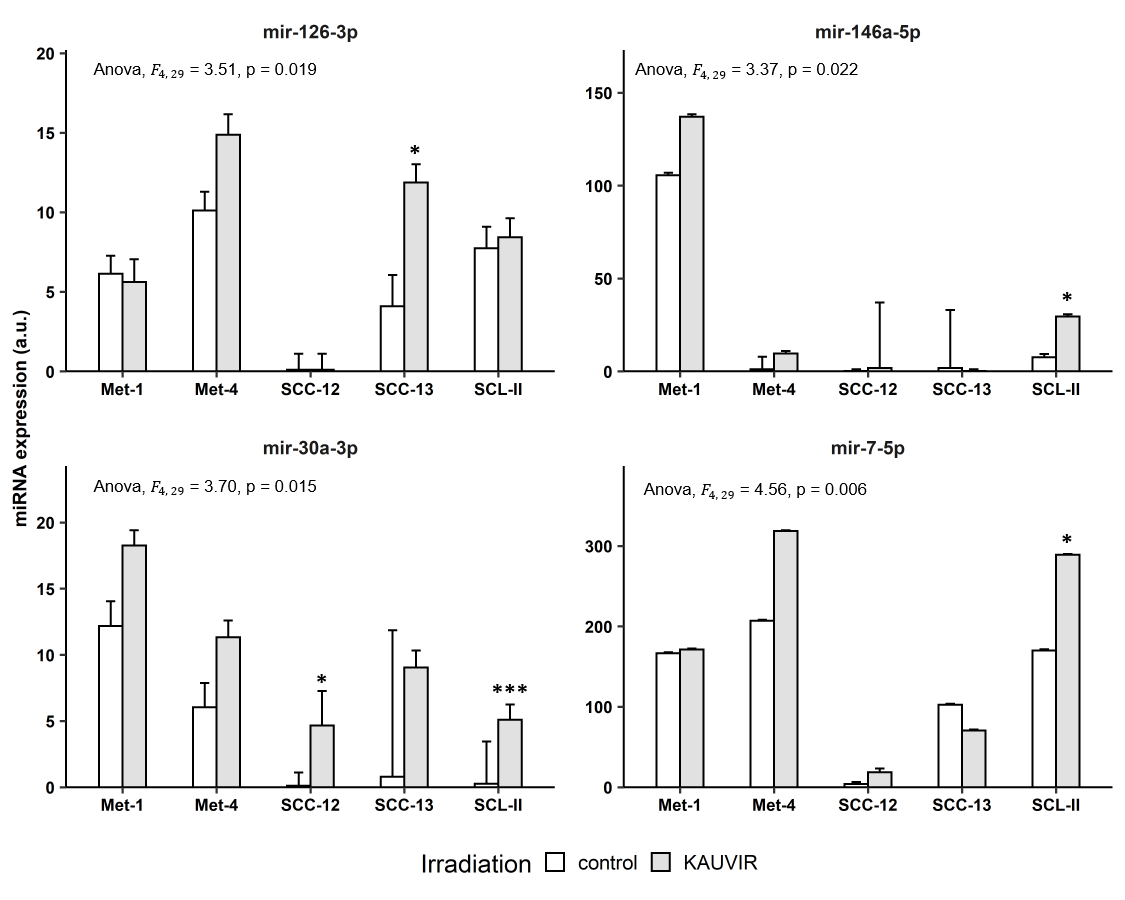 mir-126-3p
Anova, F4, 29 = 3.51, p = 0.019
20
15
10
5
0
Met-1 Met-4 SCC-12 SCC-13 SCL-II
*
mir-146a-5p
Anova, F4, 29 = 3.37, p = 0.022
150
100
50
0
Met-1 Met-4 SCC-12 SCC-13 SCL-II
*
miRNA expression (a.u.)
mir-30a-3p
Anova, F4, 29 = 3.70, p = 0.015
20
15
10
5
0
Met-1 Met-4 SCC-12 SCC-13 SCL-II
*
***
mir-7-5p
Anova, F4, 29 = 4.56, p = 0.006
300
200
100
0
Met-1 Met-4 SCC-12 SCC-13 SCL-II
*
Irradiation control KAUVIR